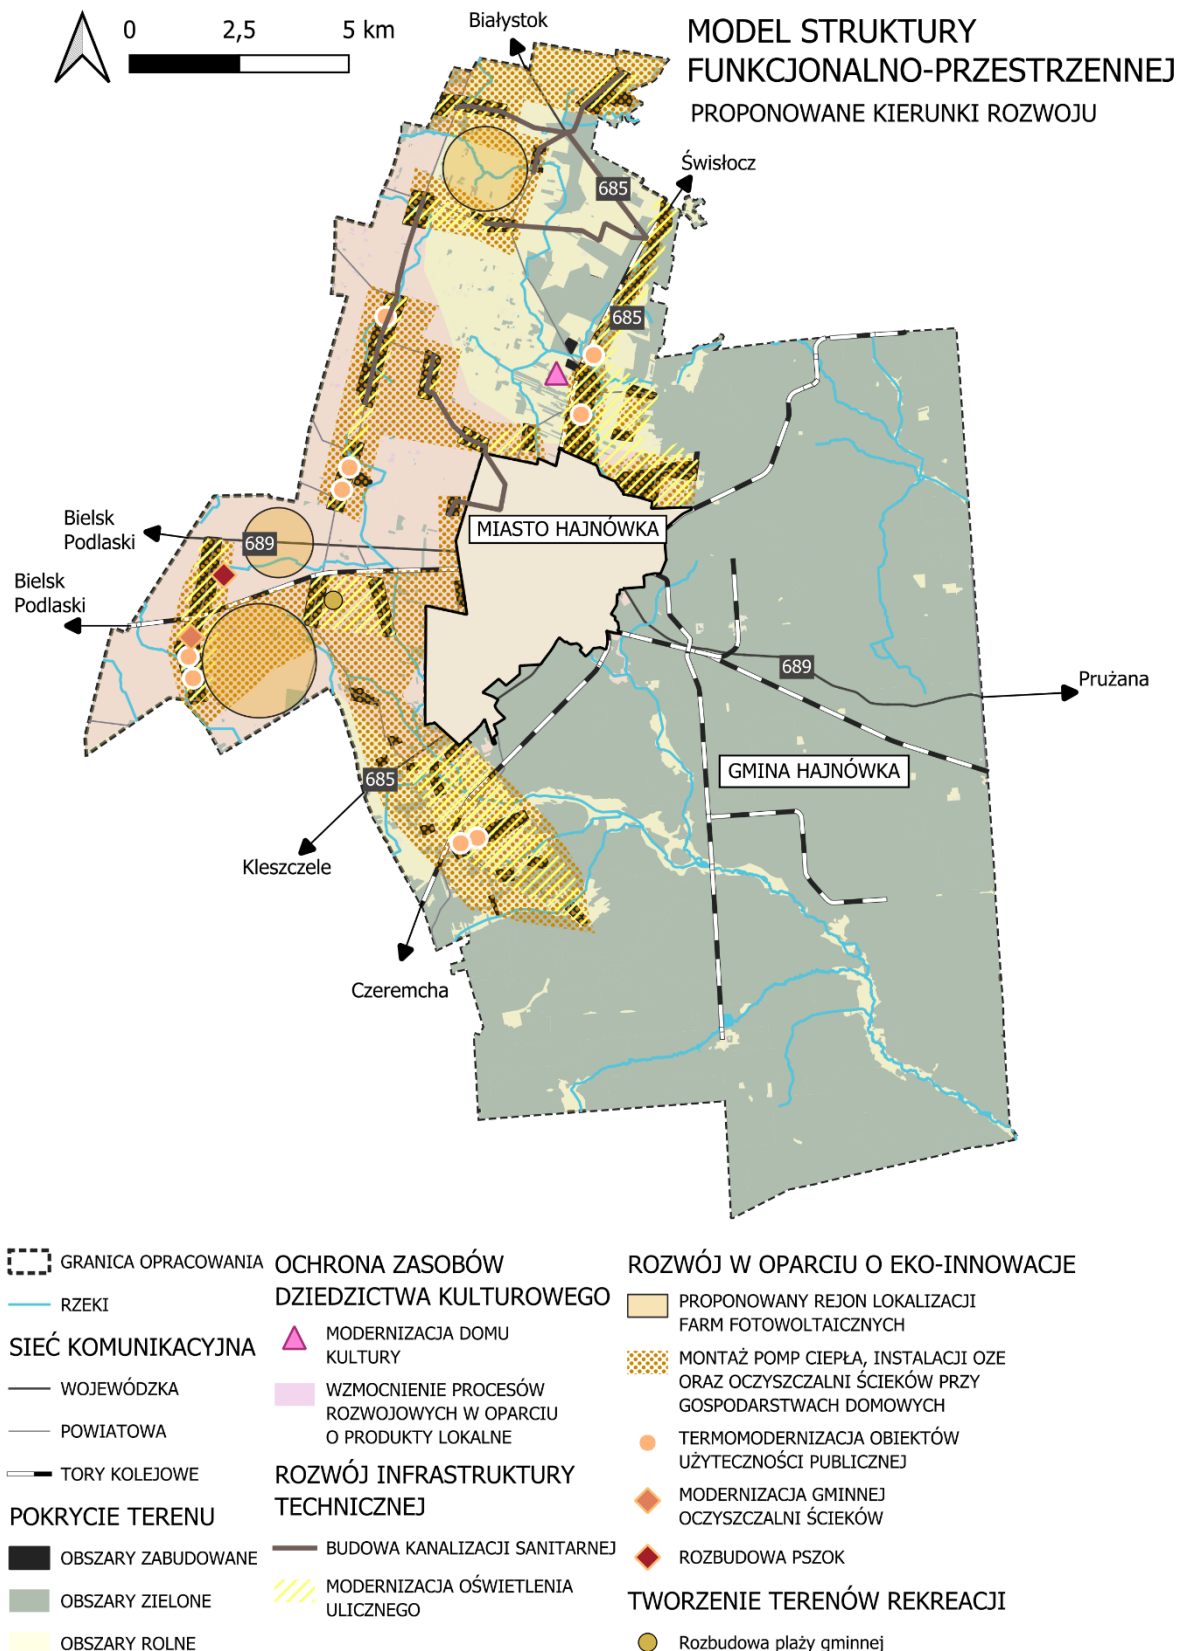 0 2,5 5 km
Białystok
MODEL STRUKTURY
FUNKCJONALNO-PRZESTRZENNEJ
PROPONOWANE KIERUNKI ROZWOJU
Świsłocz
685
685
MIASTO HAJNÓWKA
Bielsk
Podlaski
689
Bielsk
Podlaski
689
Prużana
GMINA HAJNÓWKA
685
Kleszczele
Czeremcha
GRANICA OPRACOWANIA
RZEKI
SIEĆ KOMUNIKACYJNA
WOJEWÓDZKA
POWIATOWA
TORY KOLEJOWE
POKRYCIE TERENU
OBSZARY ZABUDOWANE
OBSZARY ZIELONE
OBSZARY ROLNE
OCHRONA ZASOBÓW
DZIEDZICTWA KULTUROWEGO
MODERNIZACJA DOMU
KULTURY
WZMOCNIENIE PROCESÓW
ROZWOJOWYCH W OPARCIU
O PRODUKTY LOKALNE
ROZWÓJ INFRASTRUKTURY
TECHNICZNEJ
BUDOWA KANALIZACJI SANITARNEJ
MODERNIZACJA OŚWIETLENIA
ULICZNEGO
ROZWÓJ W OPARCIU O EKO-INNOWACJE
PROPONOWANY REJON LOKALIZACJI
FARM FOTOWOLTAICZNYCH
MONTAŻ POMP CIEPŁA, INSTALACJI OZE
ORAZ OCZYSZCZALNI ŚCIEKÓW PRZY
GOSPODARSTWACH DOMOWYCH
TERMOMODERNIZACJA OBIEKTÓW
UŻYTECZNOŚCI PUBLICZNEJ
MODERNIZACJA GMINNEJ
OCZYSZCZALNI ŚCIEKÓW
ROZBUDOWA PSZOK
TWORZENIE TERENÓW REKREACJI
Rozbudowa plaży gminnej